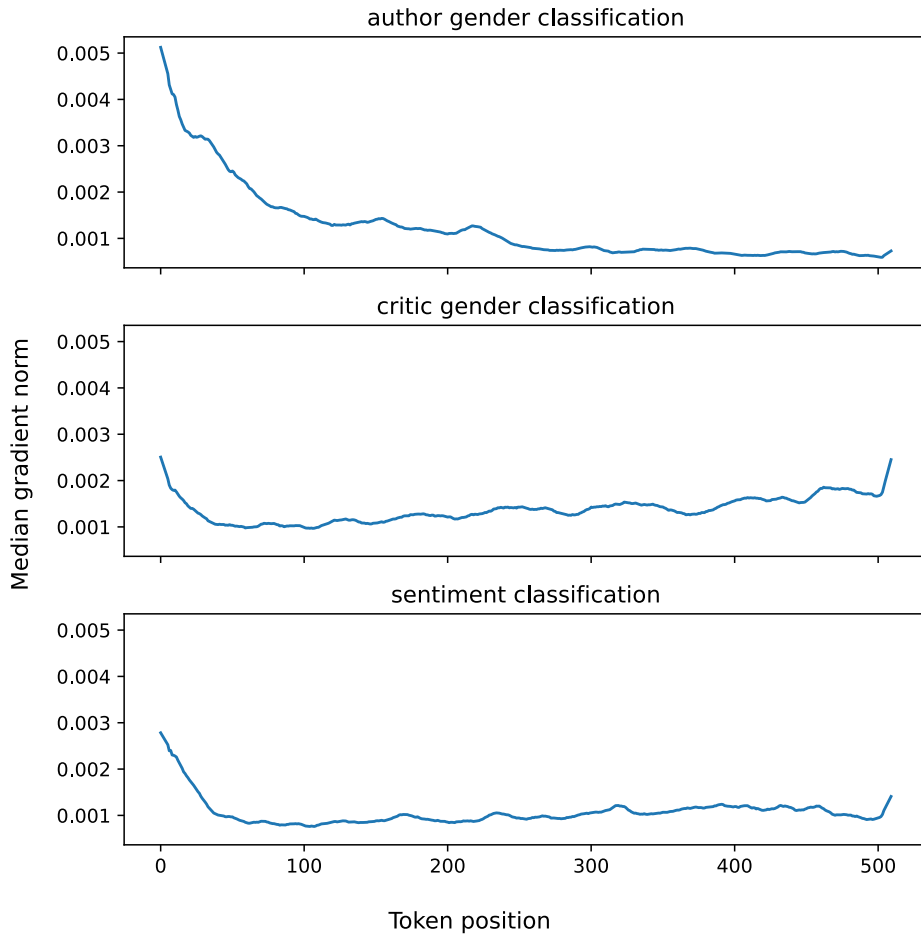 author gender classification
0.005
0.004
0.003
0.002
0.001
critic gender classification
0.005
0.004
0.003
0.002
0.001
Median gradient norm
sentiment classification
0.005
0.004
0.003
0.002
0.001
0 100 200 300 400 500
Token position